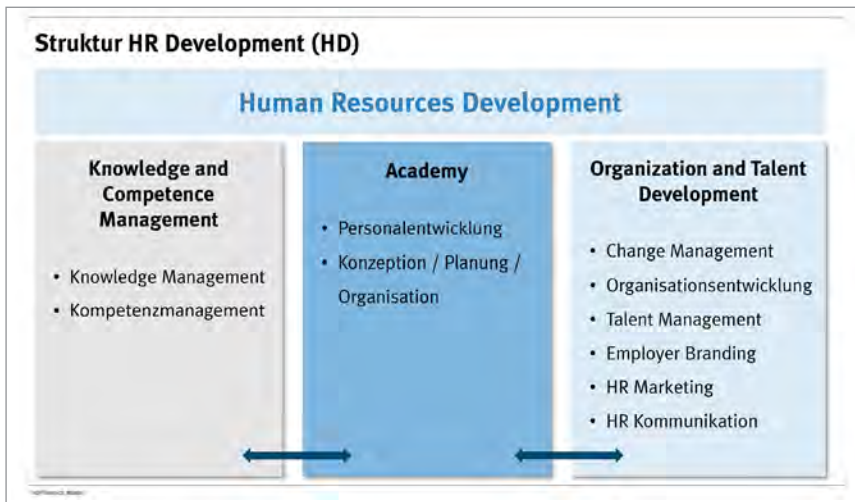 Struktur HR Development (HD)
Human Resources Development
Knowledge and
Competence
Management
• Knowledge Management
• Kompetenzmanagement
Academy
• Personalentwicklung
• Konzeption / Planung /
Organisation
Organization and Talent
Development
• Change Management
• Organisationsentwicklung
• Talent Management
• Employer Branding
• HR Marketing
• HR Kommunikation